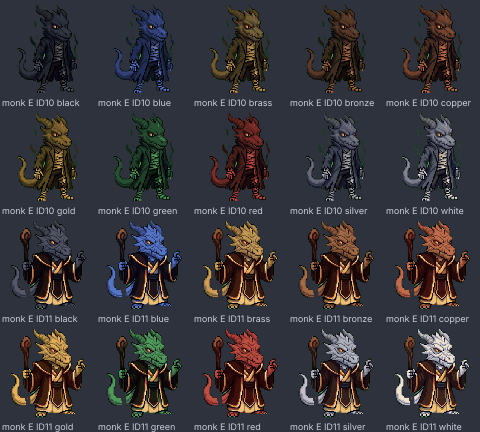 monk E ID10 black
monk E ID10 blue
monk E ID10 brass
monk E ID10 bronze
monk E ID10 copper
monk E ID10 gold
monk E ID10 green
monk E ID10 red
monk E ID10 silver
monk E ID10 white
monk E ID11 black
monk E ID11 blue
monk E ID11 brass
monk E ID11 bronze
monk E ID11 copper
monk E ID11 gold
monk E ID11 green
monk E ID11 red
monk E ID11 silver
monk E ID11 white